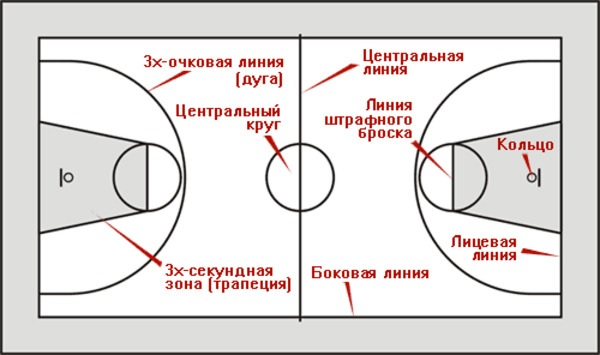 3х-очковая линия
(дуга)
Центральная
линия
Центральный
круг
Линия
штрафного
броска
Кольцо
Лицевая
линия
3х-секундная
зона (трапеция)
Боковая линия